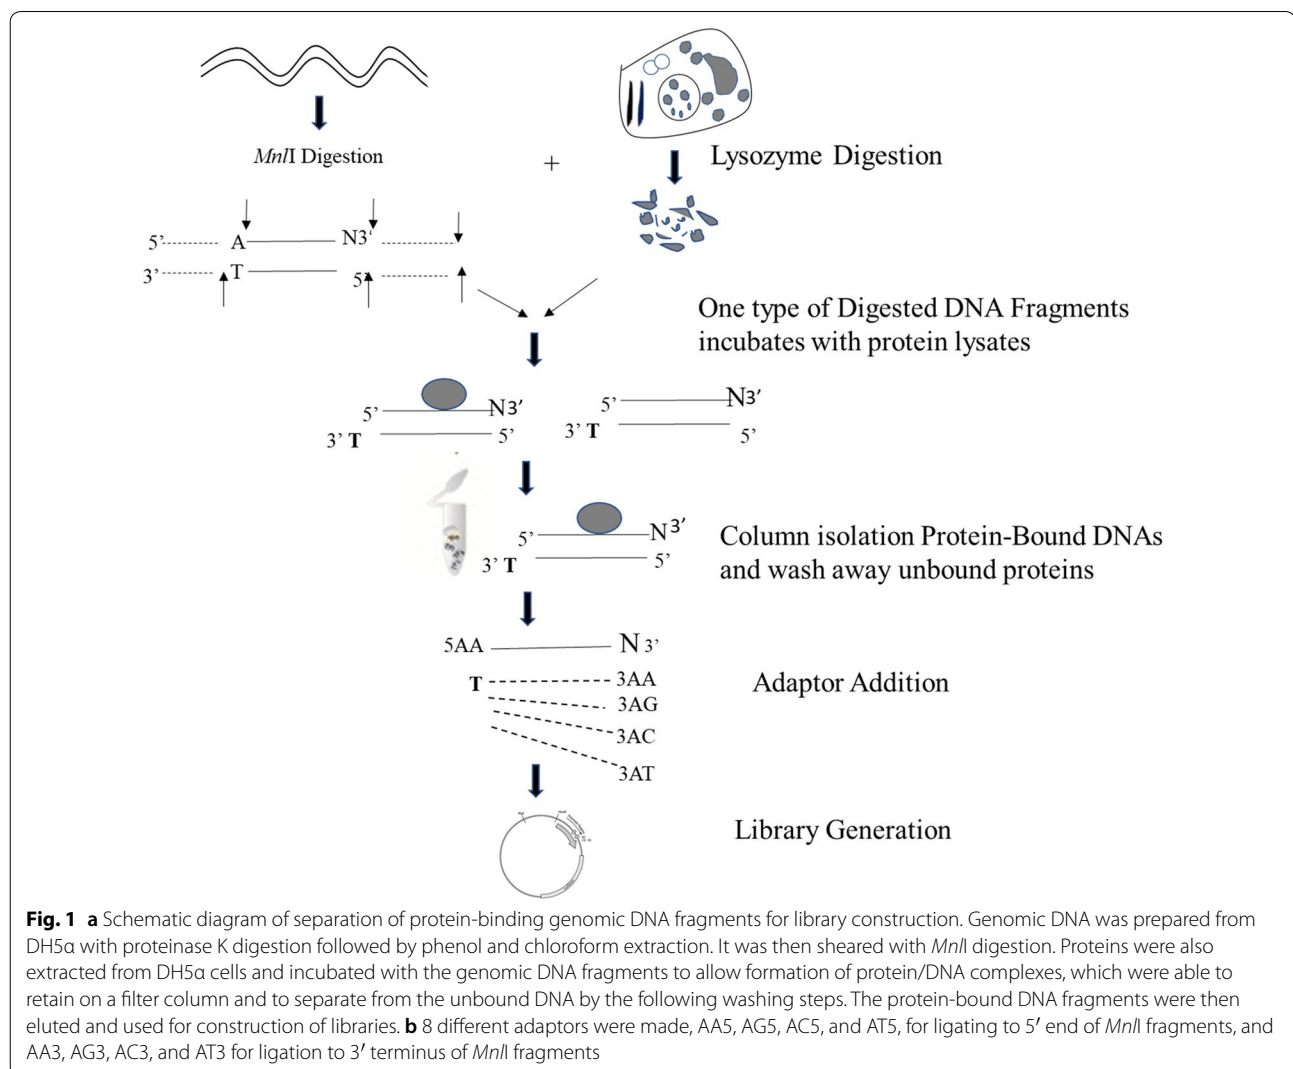 MnlI Digestion
+
Lysozyme Digestion
5’ A N3‘
3’ T 5’
One type of Digested DNA Fragments
incubates with protein lysates
5’ N3′ 5’ N3′
3’ T 5’ 3’ T 5’
5’ N3′
3’ T 5’
Column isolation Protein-Bound DNAs
and wash away unbound proteins
5AA N 3’
T 3AA
3AG
3AC
3AT
Adaptor Addition
Library Generation
Fig. 1 a Schematic diagram of separation of protein-binding genomic DNA fragments for library construction. Genomic DNA was prepared from
DH5α with proteinase K digestion followed by phenol and chloroform extraction. It was then sheared with MnlI digestion. Proteins were also
extracted from DH5α cells and incubated with the genomic DNA fragments to allow formation of protein/DNA complexes, which were able to
retain on a filter column and to separate from the unbound DNA by the following washing steps. The protein-bound DNA fragments were then
eluted and used for construction of libraries. b 8 different adaptors were made, AA5, AG5, AC5, and AT5, for ligating to 5′ end of MnlI fragments, and
AA3, AG3, AC3, and AT3 for ligation to 3′ terminus of MnlI fragments